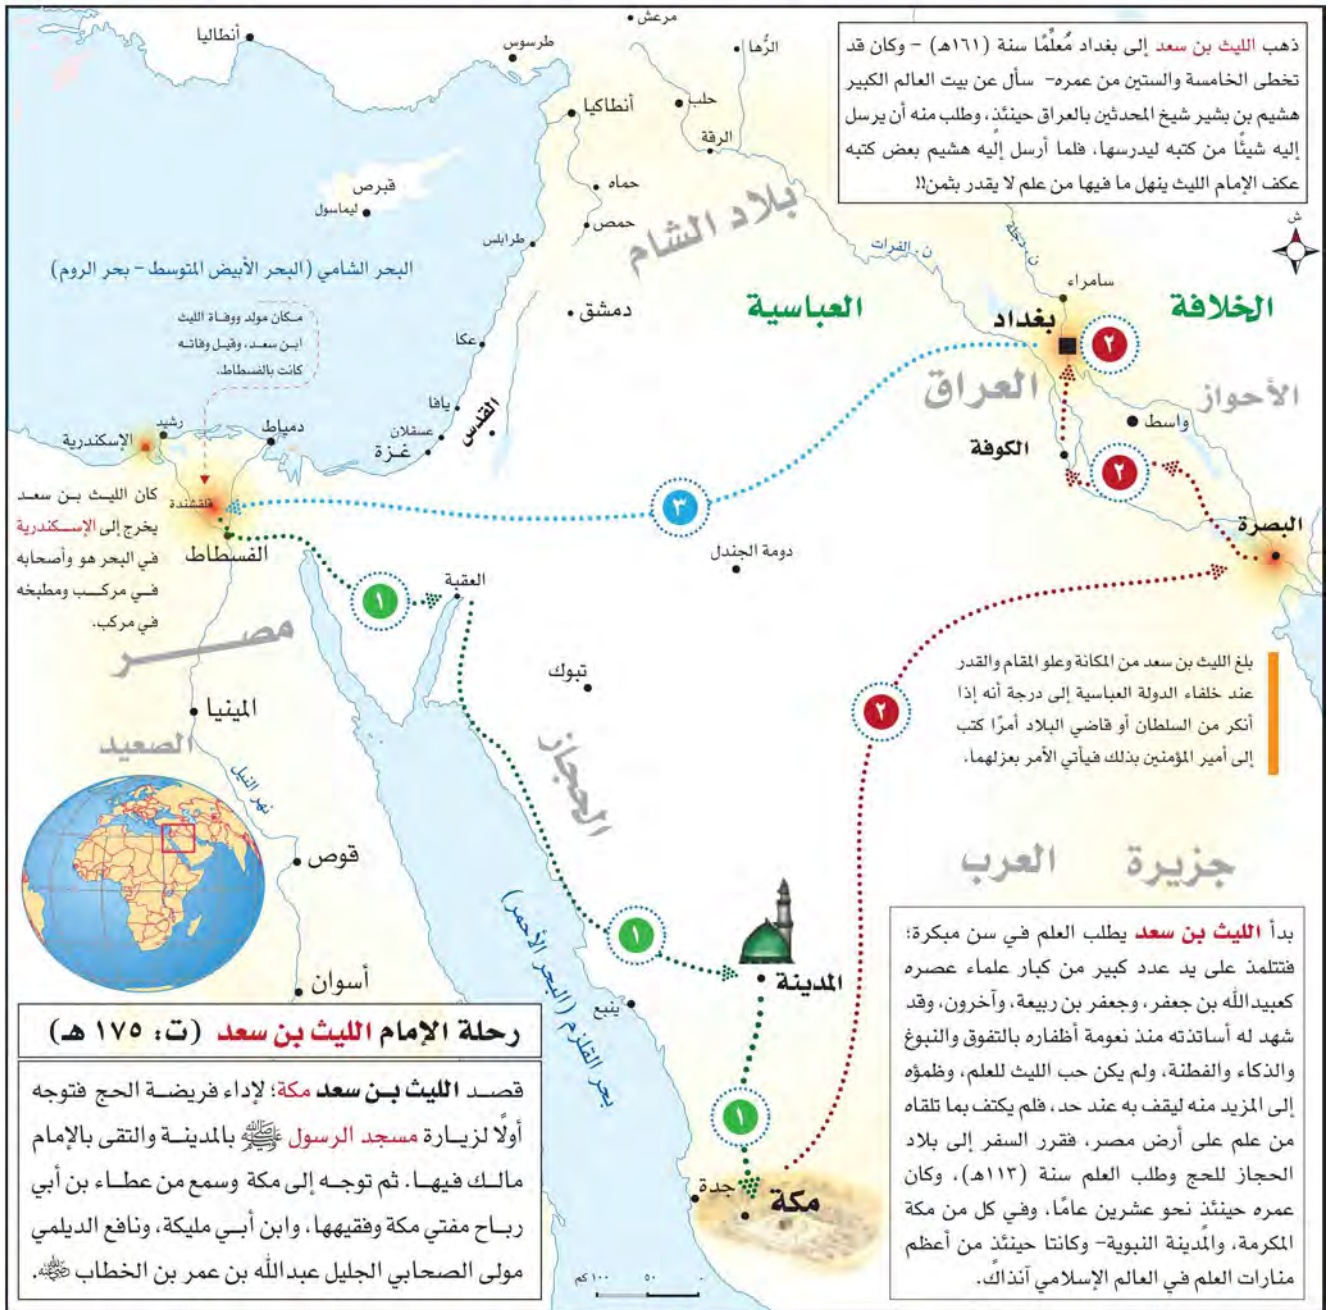 ذهب الليث بن سعد إلى بغداد مُعلِّمًا سنة (١٦١هـ) - وكان قد
تخطى الخامسة والستين من عمره- سأل عن بيت العالم الكبير
هشيم بن بشير شيخ المحدثين بالعراق حينئذ، وطلب منه أن يرسل
إليه شيئًا من كتبه ليدرسها، فلما أرسل إليه هشيم بعض كتبه
عكف الإمام الليث ينهل ما فيها من علم لا يقدر بثمن!!
مرعش
الرُّها
طرسوس
أنطاليا
أنطاكيا
حلب
الرقة
قبرص
ليماسول
حماه
حمص
طرابلس
بلاد الشام
ن. الفرات
ن. دجلة
ش
البحر الشامي (البحر الأبيض المتوسط - بحر الروم)
سامراء
الخلافة
العباسية
بغداد
٢
دمشق
مكان مولد ووفاة الليث
ابن سعد، وقيل وفاته
كانت بالفسطاط.
عكا
العراق
الأحواز
يافا
القدس
عسقلان
غزة
واسط
الكوفة
٢
دمياط
رشيد
الإسكندرية
قلقشندة
٣
البصرة
كان الليث بن سعد
يخرج إلى الإسكندرية
في البحر هو وأصحابه
في مركب ومطبخه
في مركب.
الفسطاط
دومة الجندل
العقبة
١
مصر
تبوك
بلغ الليث بن سعد من المكانة وعلو المقام والقدر
عند خلفاء الدولة العباسية إلى درجة أنه إذا
أنكر من السلطان أو قاضي البلاد أمرًا كتب
إلى أمير المؤمنين بذلك فيأتي الأمر بعزلهما.
٢
المينيا
الصعيد
الحجاز
نهر النيل
قوص
جزيرة العرب
بحر القلزم (البحر الأحمر)
١
المدينة
أسوان
ينبع
١
جدة
مكة
بدأ الليث بن سعد يطلب العلم في سن مبكرة؛
فتتلمذ على يد عدد كبير من كبار علماء عصره
كعبيدالله بن جعفر، وجعفر بن ربيعة، وآخرون، وقد
شهد له أساتذته منذ نعومة أظفاره بالتفوق والنبوغ
والذكاء والفطنة، ولم يكن حب الليث للعلم، وظمؤه
إلى المزيد منه ليقف به عند حد، فلم يكتف بما تلقاه
من علم على أرض مصر، فقرر السفر إلى بلاد
الحجاز للحج وطلب العلم سنة (١١٣هـ)، وكان
عمره حينئذ نحو عشرين عامًا، وفي كل من مكة
المكرمة، والمدينة النبوية- وكانتا حينئذ من أعظم
منارات العلم في العالم الإسلامي آنذاك.
رحلة الإمام الليث بن سعد (ت: ١٧٥ هـ)
قصد الليث بن سعد مكة؛ لإداء فريضة الحج فتوجه
أولًا لزيارة مسجد الرسول ﷺ بالمدينة والتقى بالإمام
مالك فيها. ثم توجه إلى مكة وسمع من عطاء بن أبي
رباح مفتي مكة وفقيهها، وابن أبي مليكة، ونافع الديلمي
مولى الصحابي الجليل عبدالله بن عمر بن الخطاب.
٠ ٥٠ ١٠٠ كم